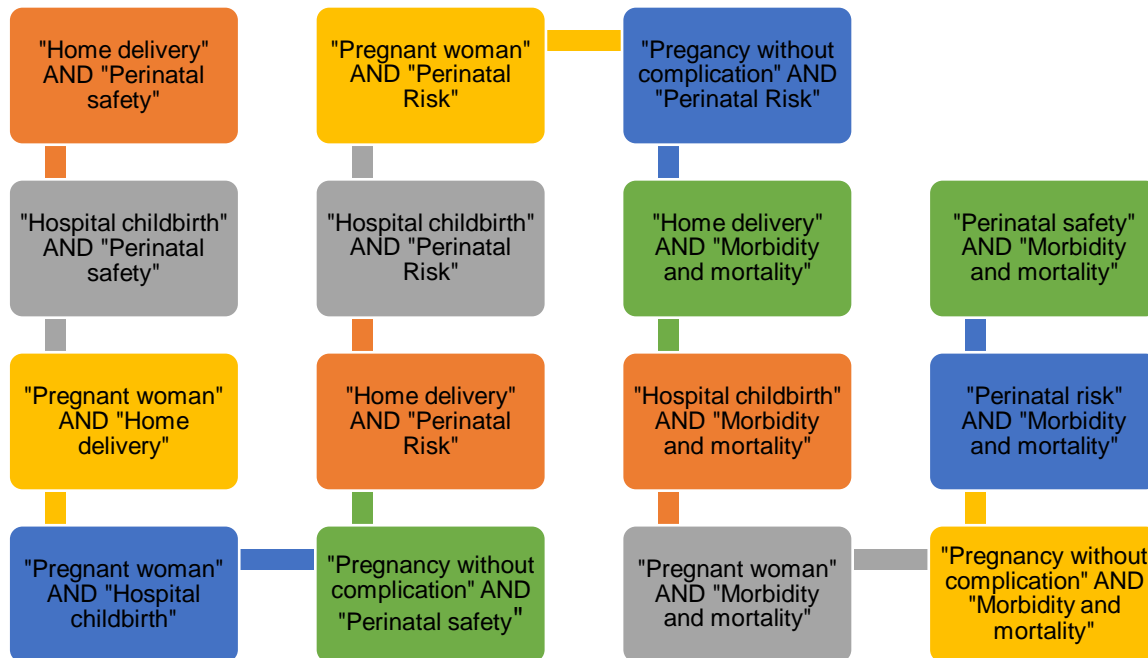 "Home delivery"
AND "Perinatal
safety"
"Hospital childbirth"
AND "Perinatal
safety"
"Pregnant woman"
AND "Home
delivery"
"Pregnant woman"
AND "Hospital
childbirth"
"Pregnancy without
complication" AND
"Perinatal safety"
"Home delivery"
AND "Perinatal
Risk"
"Hospital childbirth"
AND "Perinatal
Risk"
"Pregnant woman"
AND "Perinatal
Risk"
"Pregancy without
complication" AND
"Perinatal Risk"
"Home delivery"
AND "Morbidity
and mortality"
"Hospital childbirth"
AND "Morbidity
and mortality"
"Pregnant woman"
AND "Morbidity
and mortality"
"Pregnancy without
complication" AND
"Morbidity and
mortality"
"Perinatal risk"
AND "Morbidity
and mortality"
"Perinatal safety"
AND "Morbidity
and mortality"